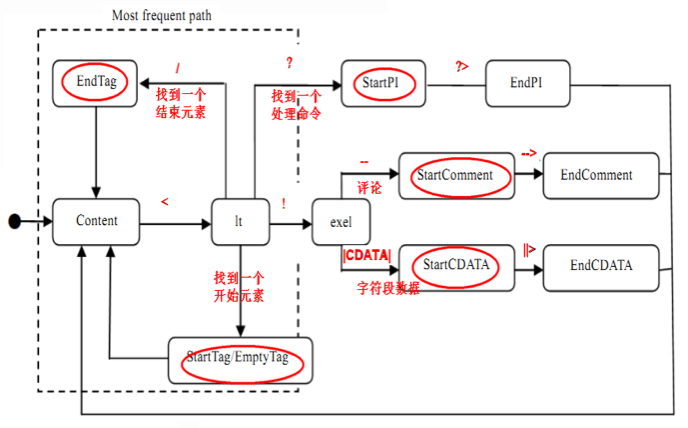 Most frequent path
/
?
?>
EndTag
StartPI
EndPI
找到一个
结束元素
找到一个
处理命令
--
-->
StartComment
EndComment
评论
<
!
Content
lt
exel
|CDATA|
||>
StartCDATA
EndCDATA
找到一个
开始元素
字符段数据
StartTag/EmptyTag